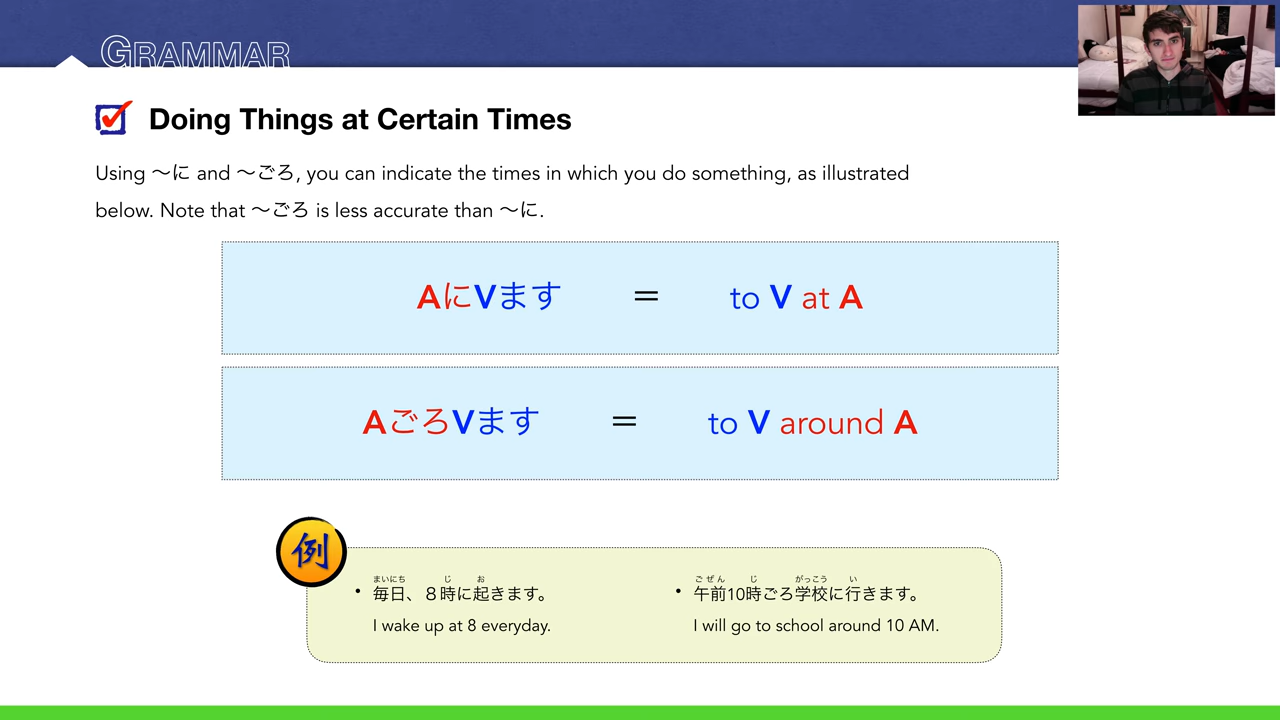 GRAMMAR
Doing Things at Certain Times
Using 〜に and 〜ごろ, you can indicate the times in which you do something, as illustrated
below. Note that 〜ごろ is less accurate than 〜に.
AにVます = to V at A
AごろVます = to V around A
例
まいにち じ お
• 毎日、８時に起きます。
I wake up at 8 everyday.
ごぜん じ がっこう い
• 午前10時ごろ学校に行きます。
I will go to school around 10 AM.